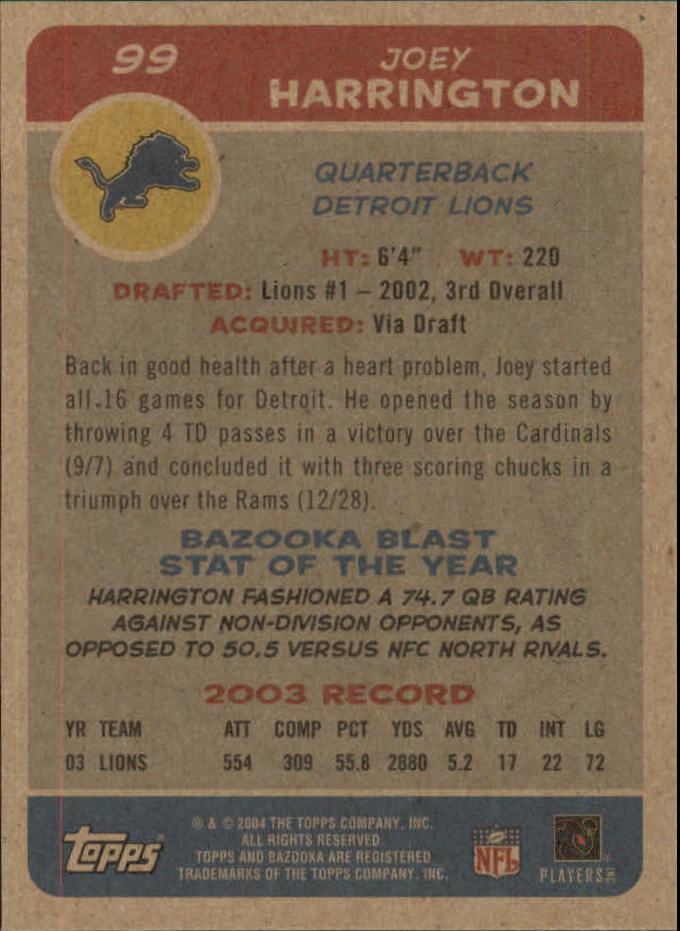 99
JOEY
HARRINGTON
QUARTERBACK
DETROIT LIONS
HT: 6'4" WT: 220
DRAFTED: Lions #1 – 2002, 3rd Overall
ACQUIRED: Via Draft
Back in good health after a heart problem, Joey started
all 16 games for Detroit. He opened the season by
throwing 4 TD passes in a victory over the Cardinals
(9/7) and concluded it with three scoring chucks in a
triumph over the Rams (12/28).
BAZOOKA BLAST
STAT OF THE YEAR
HARRINGTON FASHIONED A 74.7 QB RATING
AGAINST NON-DIVISION OPPONENTS, AS
OPPOSED TO 50.5 VERSUS NFC NORTH RIVALS.
2003 RECORD
YR TEAM ATT COMP PCT YDS AVG TD INT LG
03 LIONS 554 309 55.8 2880 5.2 17 22 72
® & © 2004 THE TOPPS COMPANY, INC.
ALL RIGHTS RESERVED
TOPPS AND BAZOOKA ARE REGISTERED
TRADEMARKS OF THE TOPPS COMPANY, INC.
Topps®
NFL
PLAYERS INC